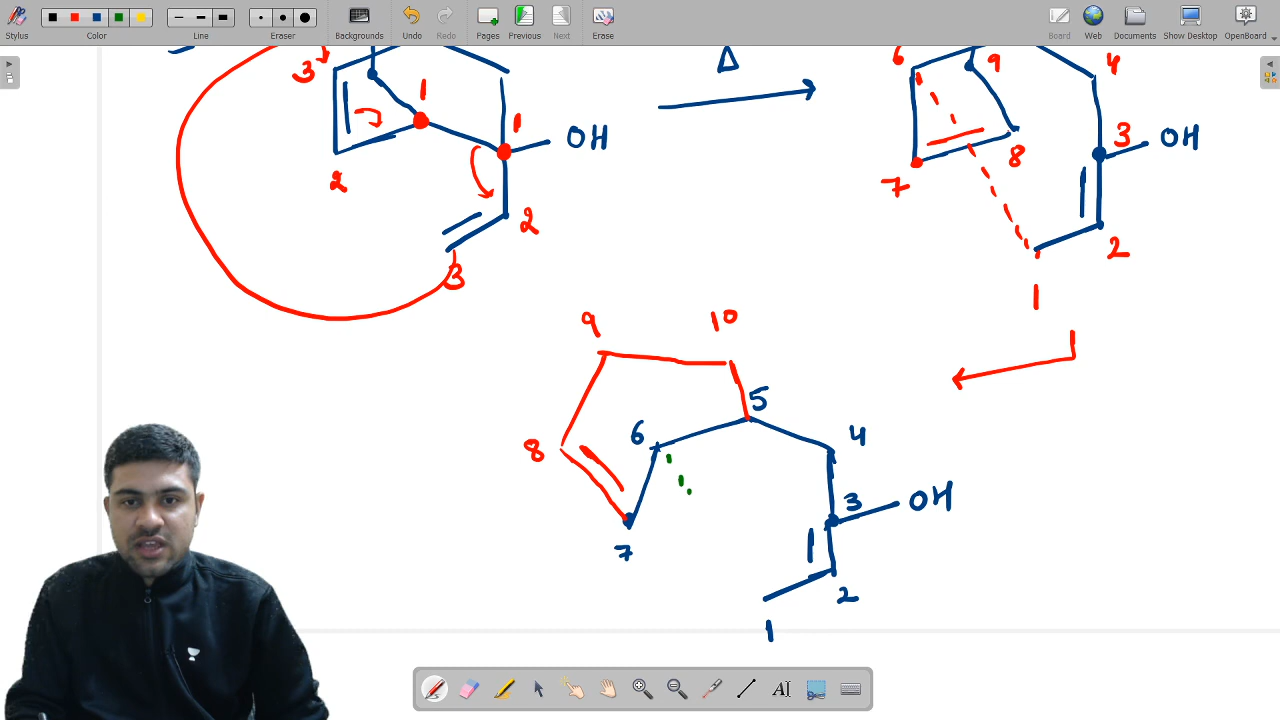 Stylus Color Line Eraser Backgrounds Undo Redo Pages Previous Next Erase Board Web Documents Show Desktop OpenBoard
3 1 1 OH
2 2
3
Δ
6 9 4
3 OH
7 8
2
1
9 10
5
6 4
8 3 OH
7
2
1
AI